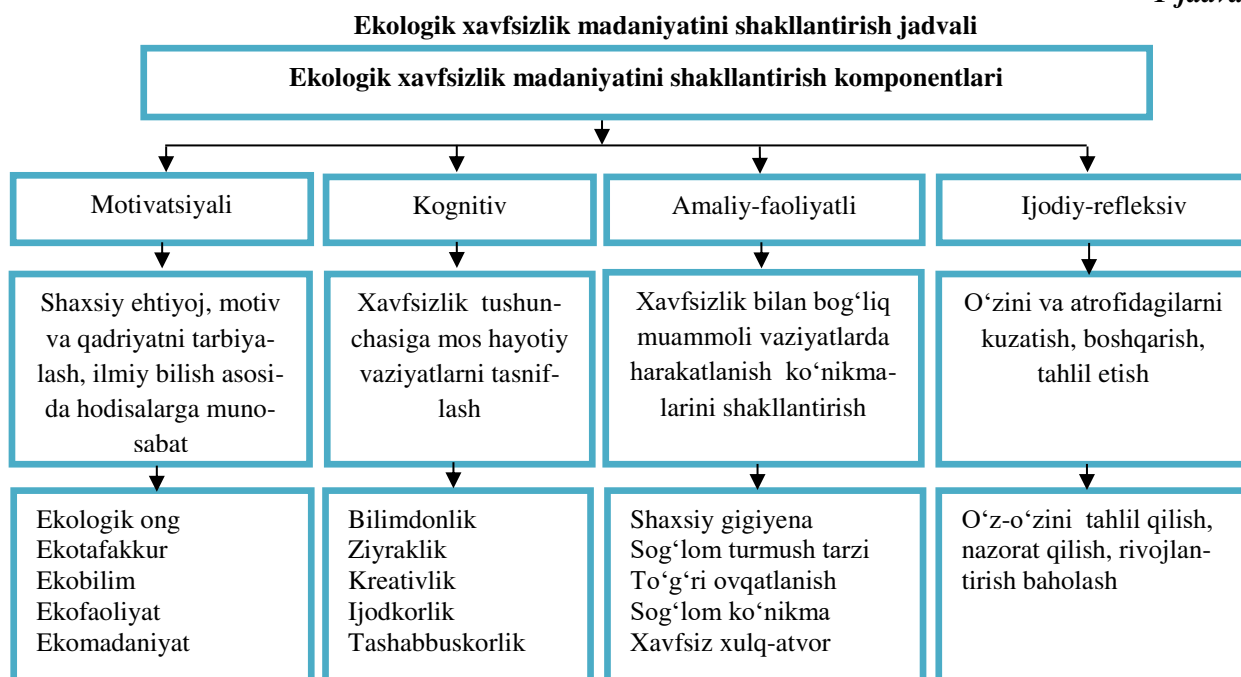 Ekologik xavfsizlik madaniyatini shakllantirish jadvali
Ekologik xavfsizlik madaniyatini shakllantirish komponentlari
Motivatsiyali
Kognitiv
Amaliy-faoliyatli
Ijodiy-refleksiv
Shaxsiy ehtiyoj, motiv
va qadriyatni tarbiya-
lash, ilmiy bilish asosi-
da hodisalarga muno-
sabat
Xavfsizlik tushun-
chasiga mos hayotiy
vaziyatlarni tasnif-
lash
Xavfsizlik bilan bog‘liq
muammoli vaziyatlarda
harakatlanish ko‘nikma-
larini shakllantirish
O‘zini va atrofidagilarni
kuzatish, boshqarish,
tahlil etish
Ekologik ong
Ekotafakkur
Ekobilim
Ekofaoliyat
Ekomadaniyat
Bilimdonlik
Ziyraklik
Kreativlik
Ijodkorlik
Tashabbuskorlik
Shaxsiy gigiyena
Sog‘lom turmush tarzi
To‘g‘ri ovqatlanish
Sog‘lom ko‘nikma
Xavfsiz xulq-atvor
O‘z-o‘zini tahlil qilish,
nazorat qilish, rivojlan-
tirish baholash